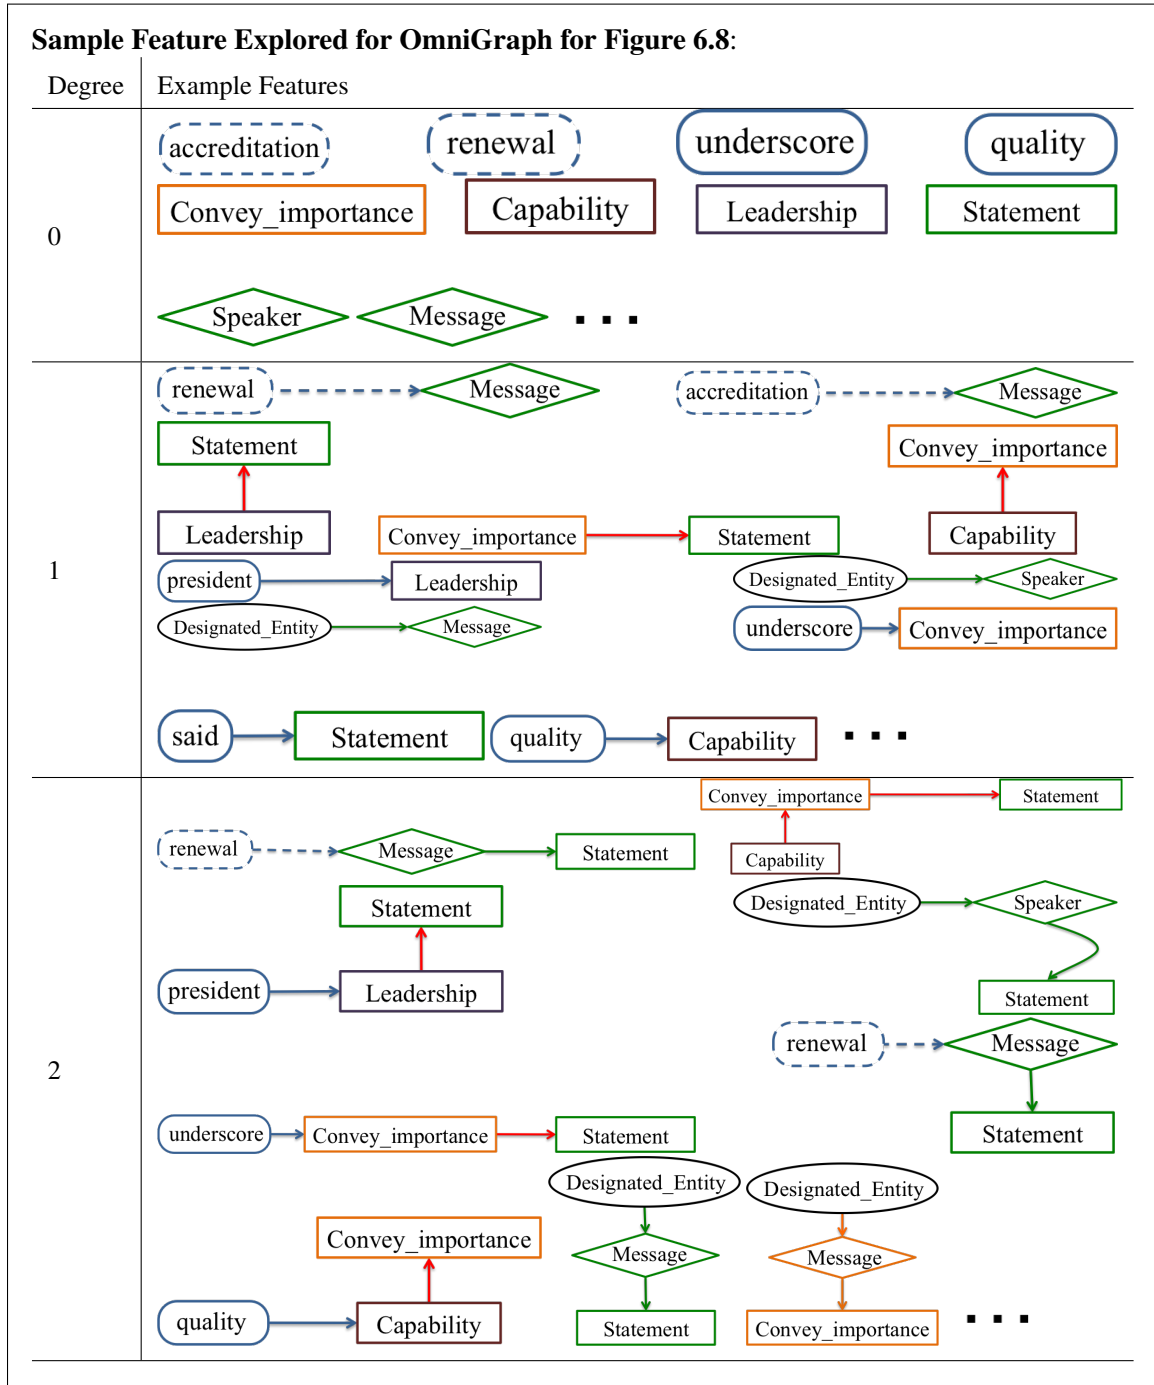 Sample Feature Explored for OmniGraph for Figure 6.8:
Degree Example Features
accreditation renewal underscore quality
Convey_importance Capability Leadership Statement
0
Speaker Message ...
renewal Message accreditation Message
Statement Convey_importance
Leadership Convey_importance Statement Capability
1
president Leadership Designated_Entity Speaker
Designated_Entity Message underscore Convey_importance
said Statement quality Capability ...
Convey_importance Statement
renewal Message Statement Capability
Statement Designated_Entity Speaker
president Leadership Statement
renewal Message
2
underscore Convey_importance Statement Statement
Designated_Entity Designated_Entity
Convey_importance Message Message
quality Capability Statement Convey_importance ...